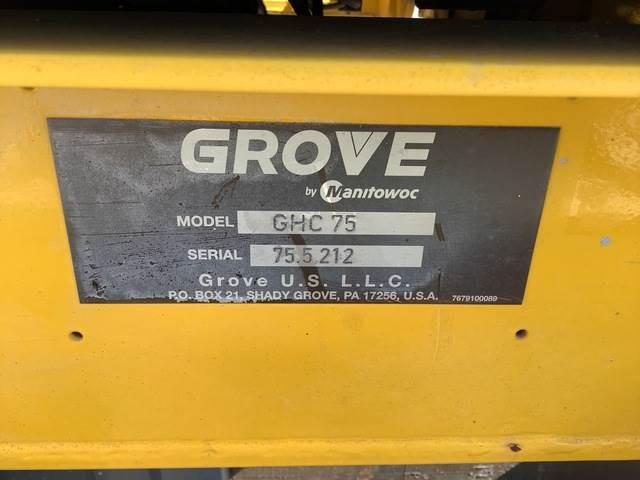 GROVE
by Manitowoc
MODEL GHC 75
SERIAL 75.5.212
Grove U.S. L.L.C.
P.O. BOX 21, SHADY GROVE, PA 17256, U.S.A. 7679100089